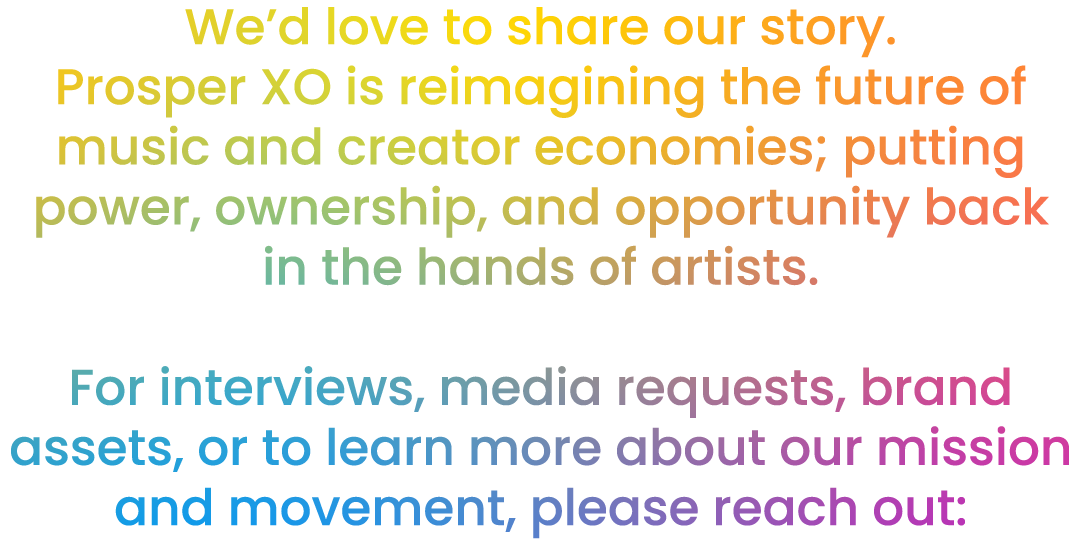 We’d love to share our story.
Prosper XO is reimagining the future of
music and creator economies; putting
power, ownership, and opportunity back
in the hands of artists.
For interviews, media requests, brand
assets, or to learn more about our mission
and movement, please reach out: